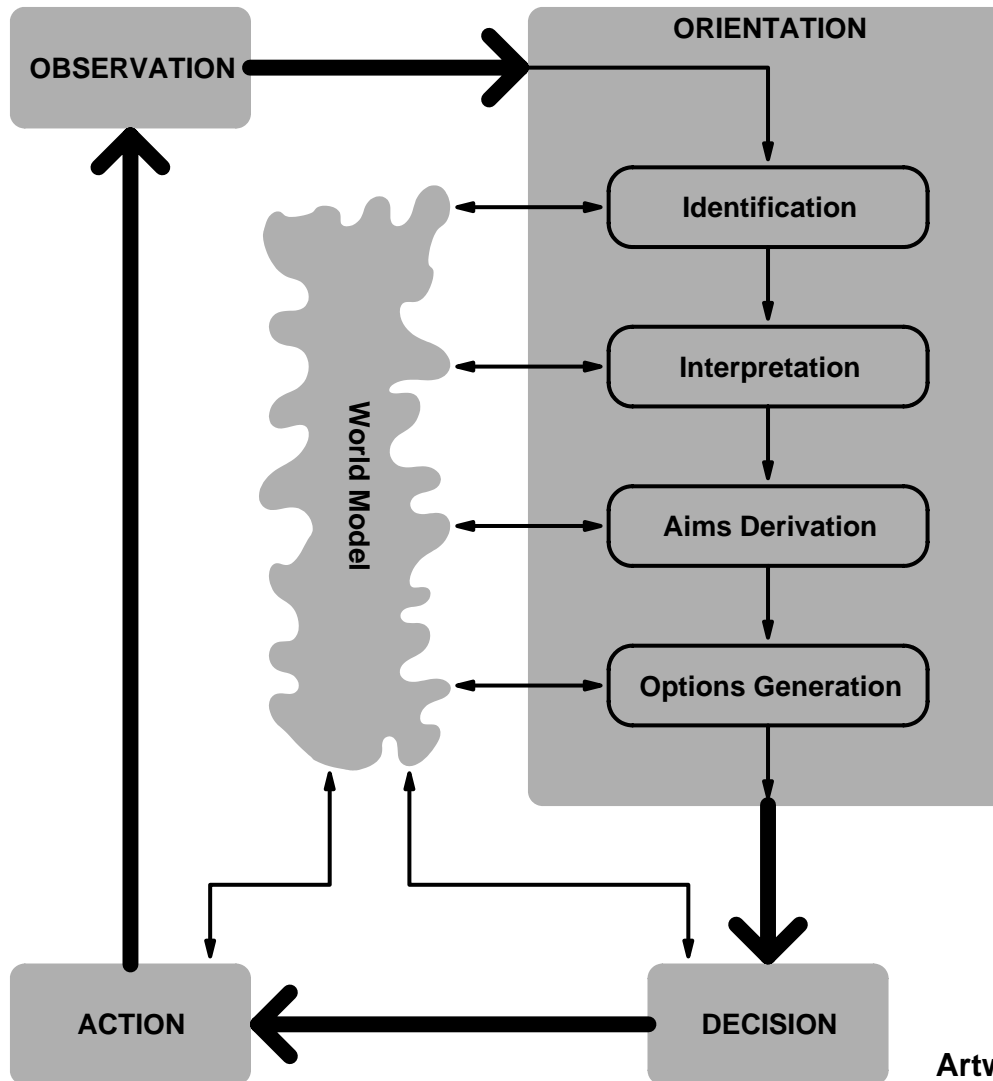 ORIENTATION
OBSERVATION
Identification
Interpretation
World Model
Aims Derivation
Options Generation
ACTION
DECISION